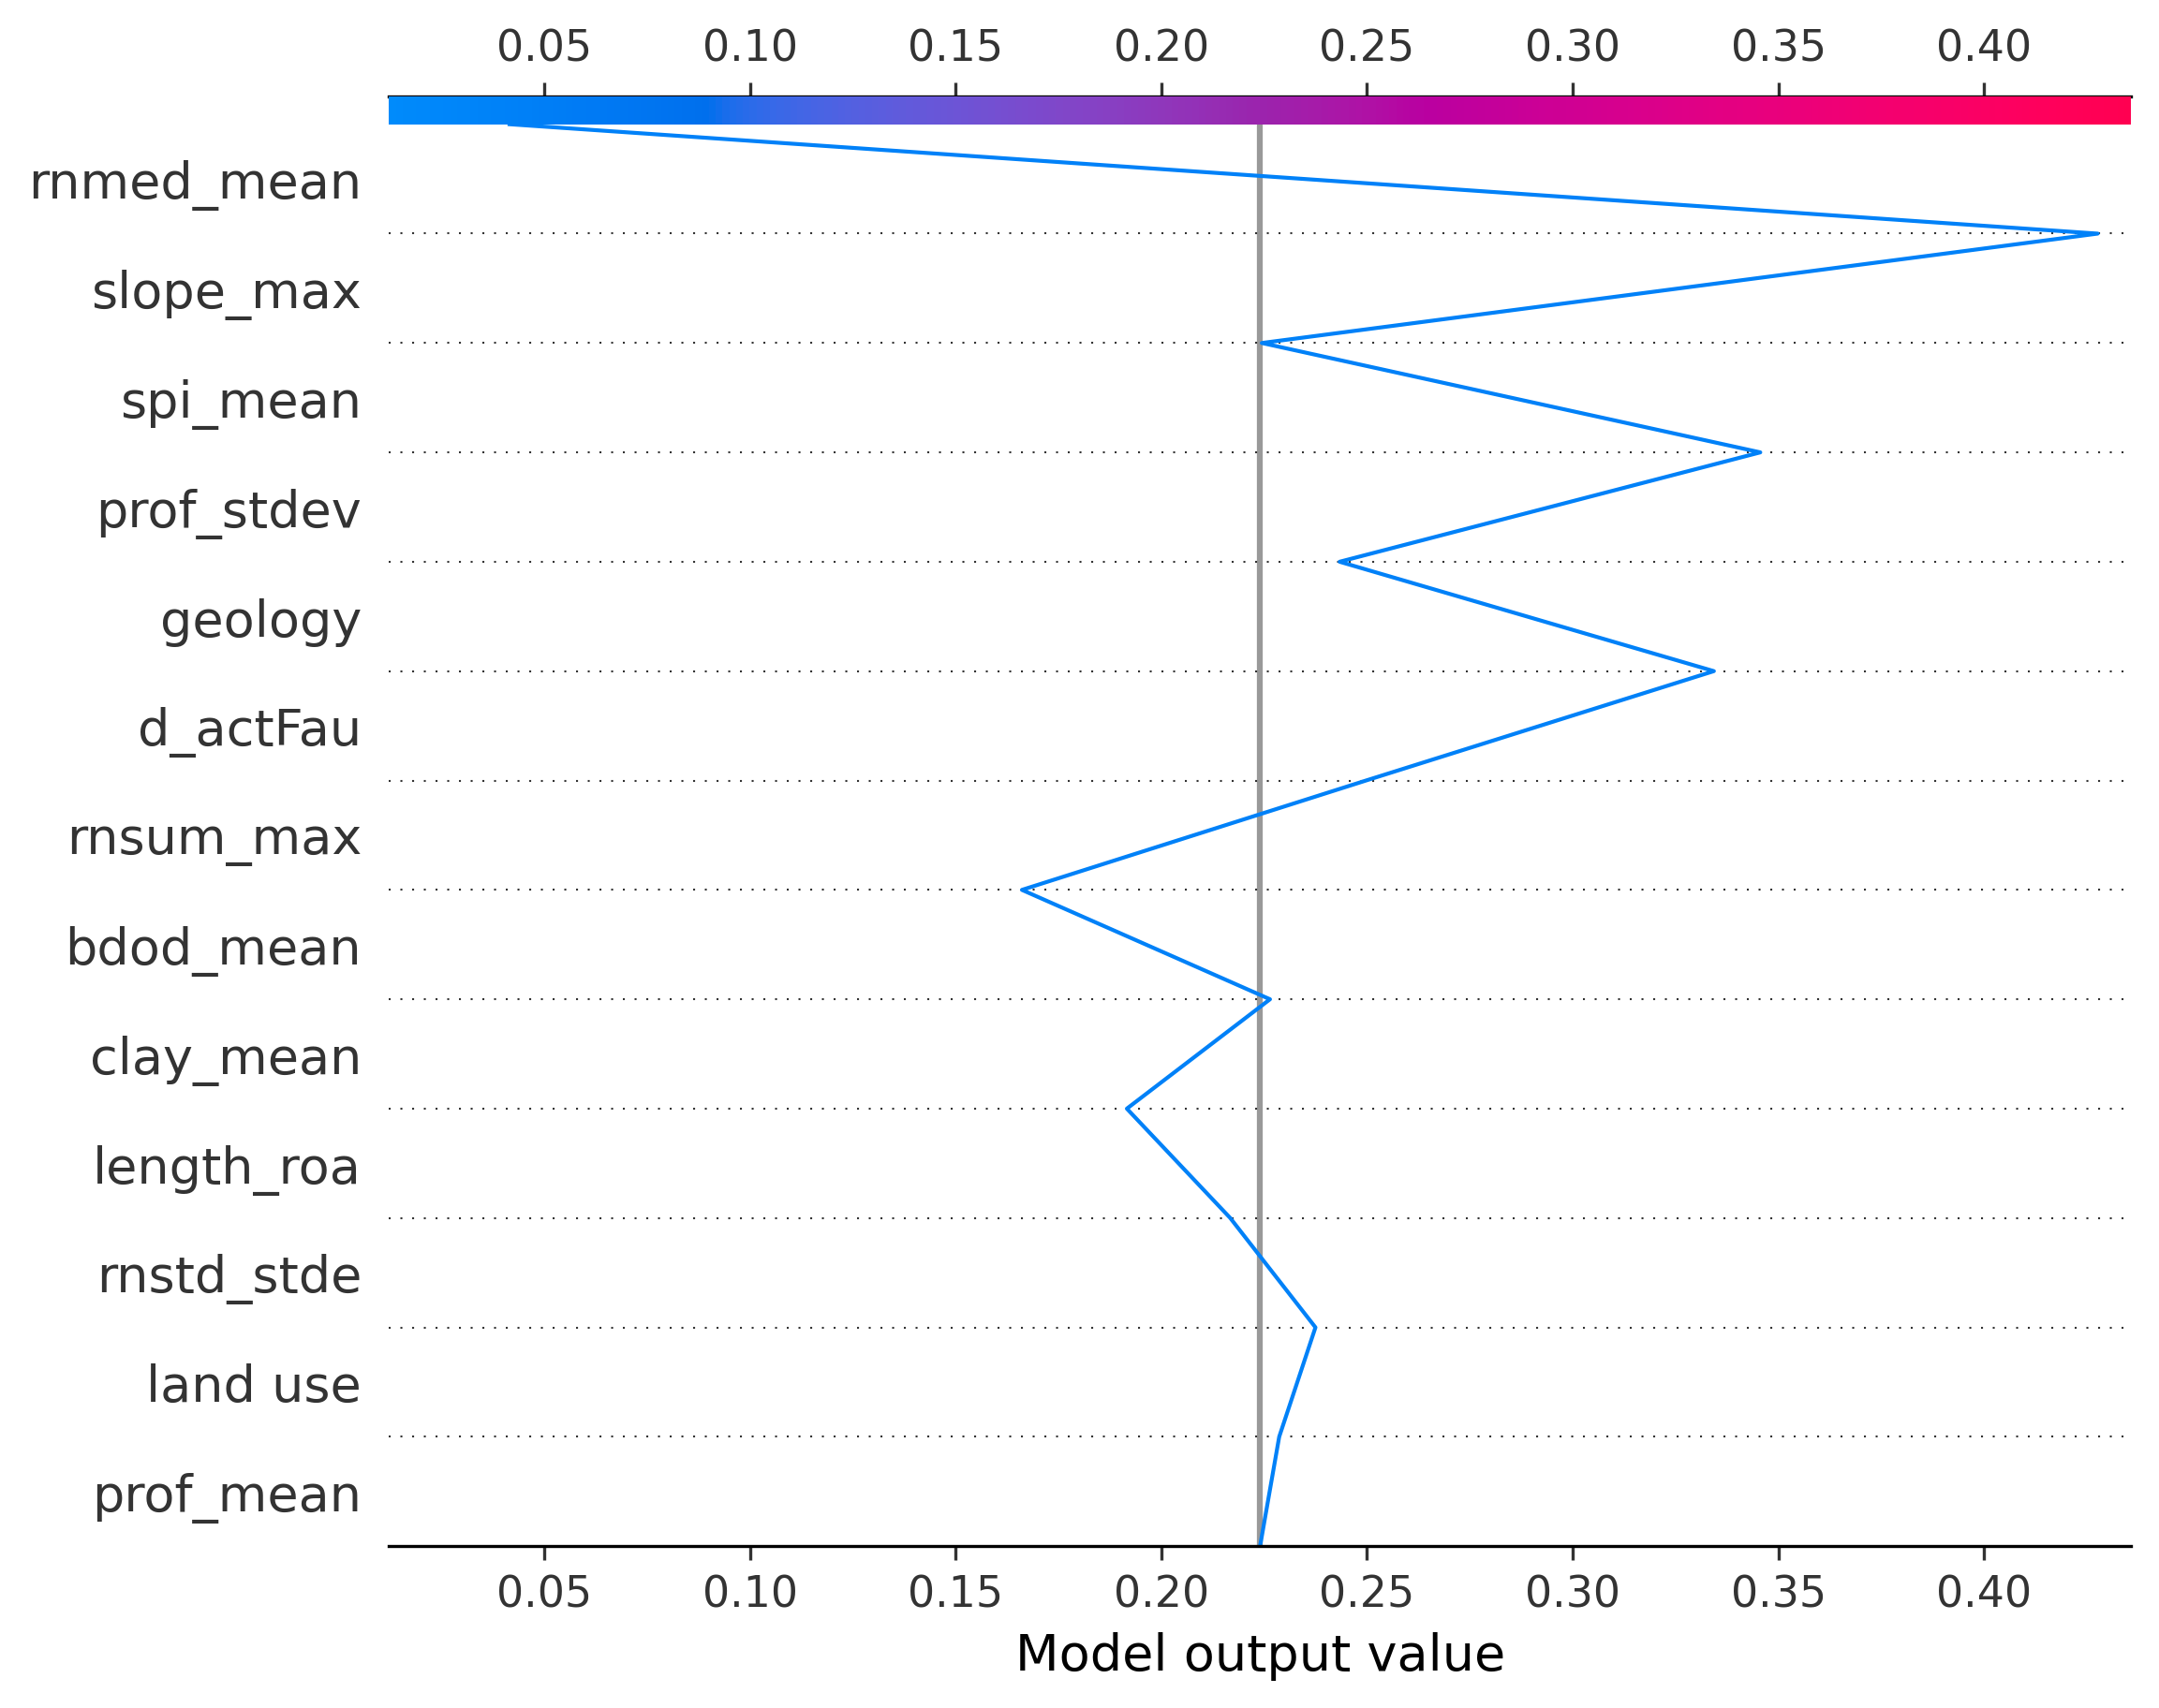 0.05 0.10 0.15 0.20 0.25 0.30 0.35 0.40
rnmed_mean
slope_max
spi_mean
prof_stdev
geology
d_actFau
rnsum_max
bdod_mean
clay_mean
length_roa
rnstd_stde
land use
prof_mean
0.05 0.10 0.15 0.20 0.25 0.30 0.35 0.40
Model output value